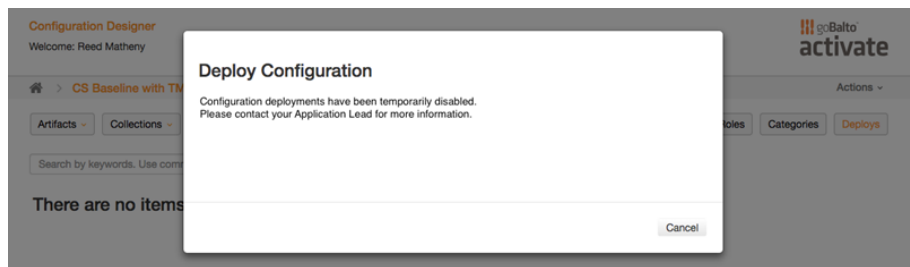 Configuration Designer
Welcome: Reed Matheny
goBalto
activate
> CS Baseline with TM
Actions
Artifacts
Collections
Categories
Deploys
Search by keywords. Use
There are no items
Deploy Configuration
Configuration deployments have been temporarily disabled.
Please contact your Application Lead for more information.
Cancel